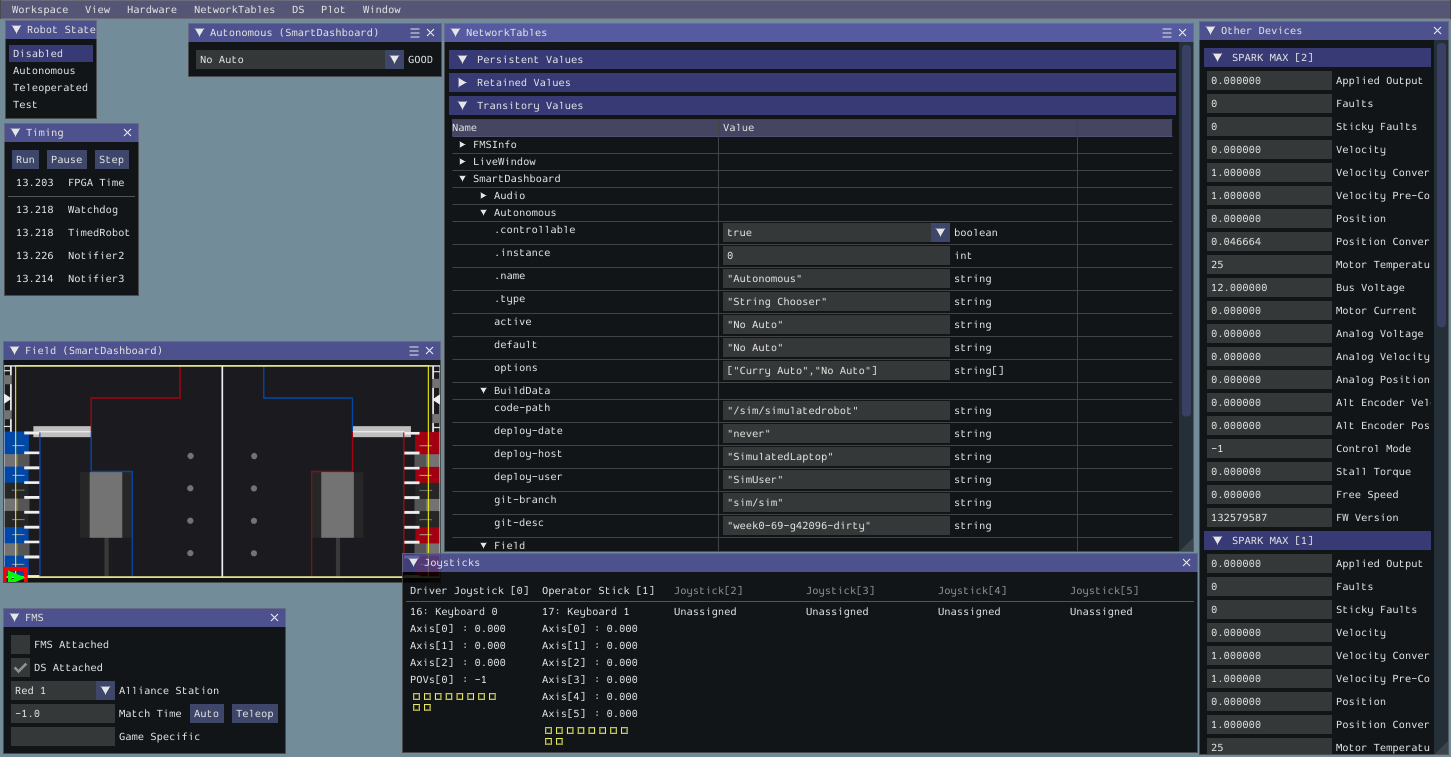 Workspace View Hardware NetworkTables DS Plot Window
Robot State
Disabled
Autonomous
Teleoperated
Test
Timing
Run Pause Step
13.203 FPGA Time
13.218 Watchdog
13.218 TimedRobot
13.226 Notifier2
13.214 Notifier3
Autonomous (SmartDashboard)
No Auto GOOD
Field (SmartDashboard)
FMS
FMS Attached
DS Attached
Red 1 Alliance Station
-1.0 Match Time Auto Teleop
Game Specific
NetworkTables
Persistent Values
Retained Values
Transitory Values
Name Value
FMSInfo
LiveWindow
SmartDashboard
Audio
Autonomous
.controllable true boolean
.instance 0 int
.name "Autonomous" string
.type "String Chooser" string
active "No Auto" string
default "No Auto" string
options ["Curry Auto","No Auto"] string[]
BuildData
code-path "/sim/simulatedrobot" string
deploy-date "never" string
deploy-host "SimulatedLaptop" string
deploy-user "SimUser" string
git-branch "sim/sim" string
git-desc "week0-69-g42096-dirty" string
Field
Joysticks
Driver Joystick [0] Operator Stick [1] Joystick[2] Joystick[3] Joystick[4] Joystick[5]
16: Keyboard 0 17: Keyboard 1 Unassigned Unassigned Unassigned Unassigned
Axis[0] : 0.000 Axis[0] : 0.000
Axis[1] : 0.000 Axis[1] : 0.000
Axis[2] : 0.000 Axis[2] : 0.000
POVs[0] : -1 Axis[3] : 0.000
Axis[4] : 0.000
Axis[5] : 0.000
Other Devices
SPARK MAX [2]
0.000000 Applied Output
0 Faults
0 Sticky Faults
0.000000 Velocity
1.000000 Velocity Conver
1.000000 Velocity Pre-Co
0.000000 Position
0.046664 Position Conver
25 Motor Temperatu
12.000000 Bus Voltage
0.000000 Motor Current
0.000000 Analog Voltage
0.000000 Analog Velocity
0.000000 Analog Position
0.000000 Alt Encoder Vel
0.000000 Alt Encoder Pos
-1 Control Mode
0.000000 Stall Torque
0.000000 Free Speed
132579587 FW Version
SPARK MAX [1]
0.000000 Applied Output
0 Faults
0 Sticky Faults
0.000000 Velocity
1.000000 Velocity Conver
1.000000 Velocity Pre-Co
0.000000 Position
1.000000 Position Conver
25 Motor Temperatu